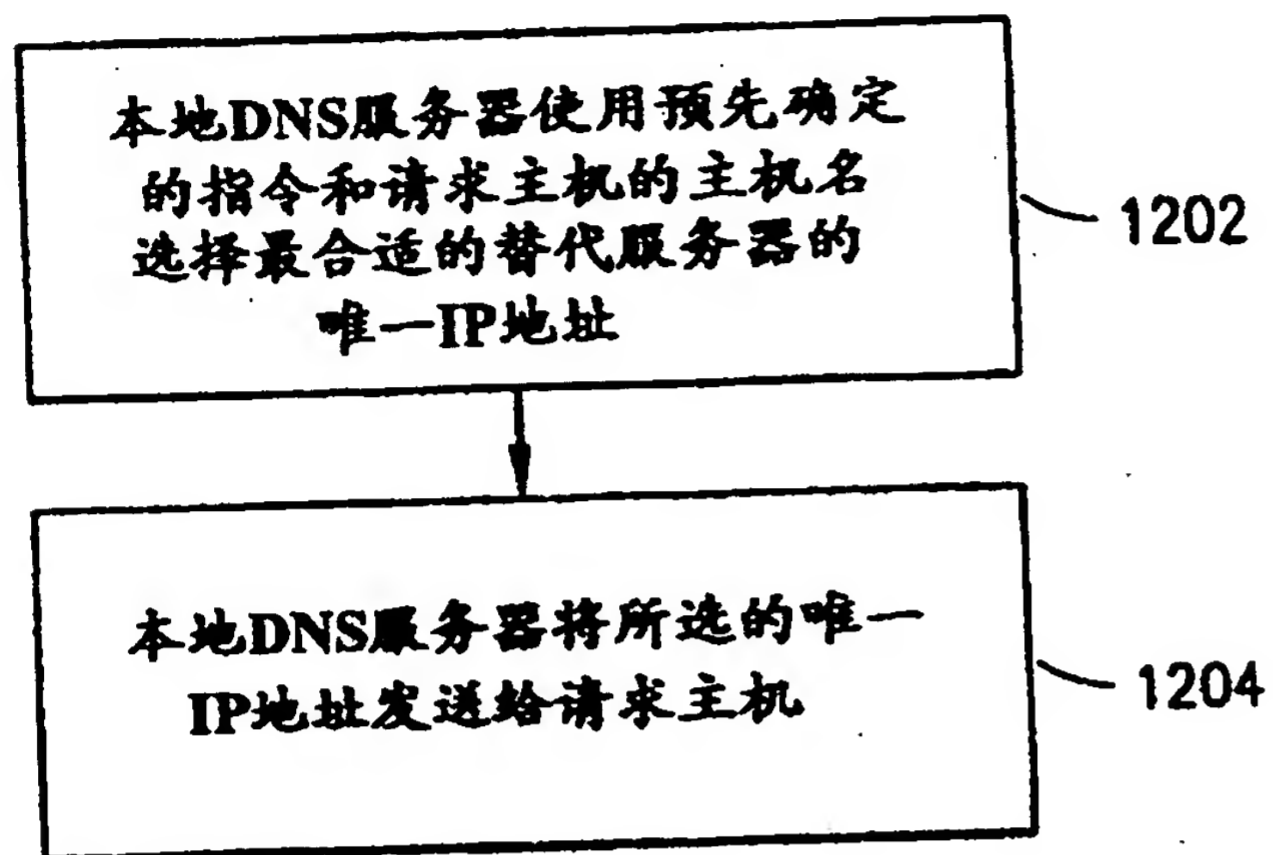 本地DNS服务器使用预先确定
的指令和请求主机的主机名
选择最合适的替代服务器的
唯一IP地址
1202
本地DNS服务器将所选的唯一
IP地址发送给请求主机
1204